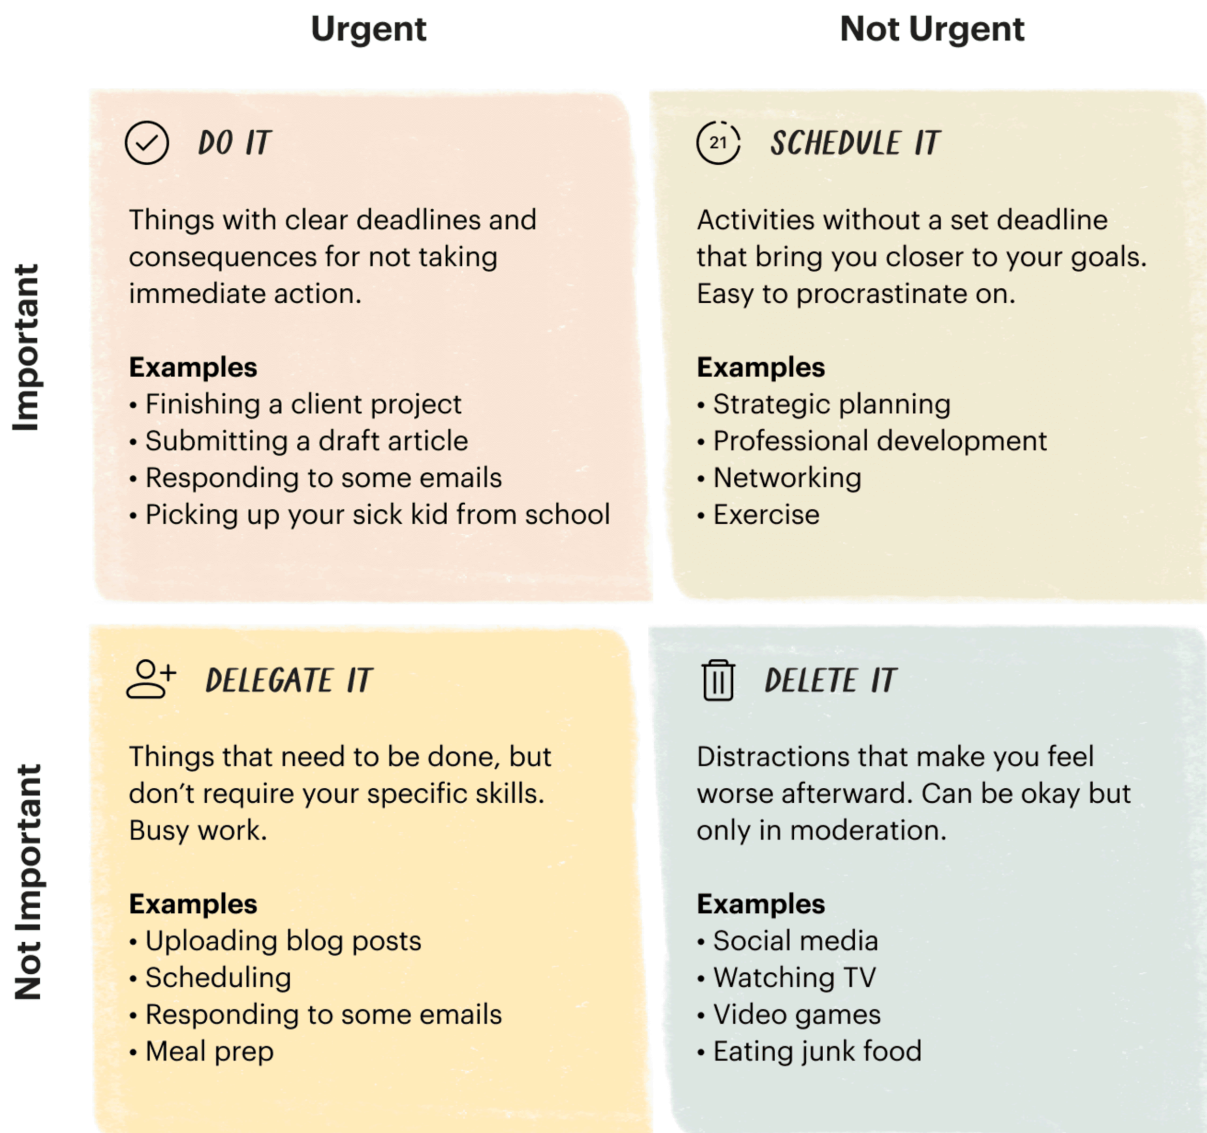 Urgent
Not Urgent
Important
DO IT
Things with clear deadlines and
consequences for not taking
immediate action.
Examples
• Finishing a client project
• Submitting a draft article
• Responding to some emails
• Picking up your sick kid from school
21
SCHEDULE IT
Activities without a set deadline
that bring you closer to your goals.
Easy to procrastinate on.
Examples
• Strategic planning
• Professional development
• Networking
• Exercise
Not Important
DELEGATE IT
Things that need to be done, but
don’t require your specific skills.
Busy work.
Examples
• Uploading blog posts
• Scheduling
• Responding to some emails
• Meal prep
DELETE IT
Distractions that make you feel
worse afterward. Can be okay but
only in moderation.
Examples
• Social media
• Watching TV
• Video games
• Eating junk food